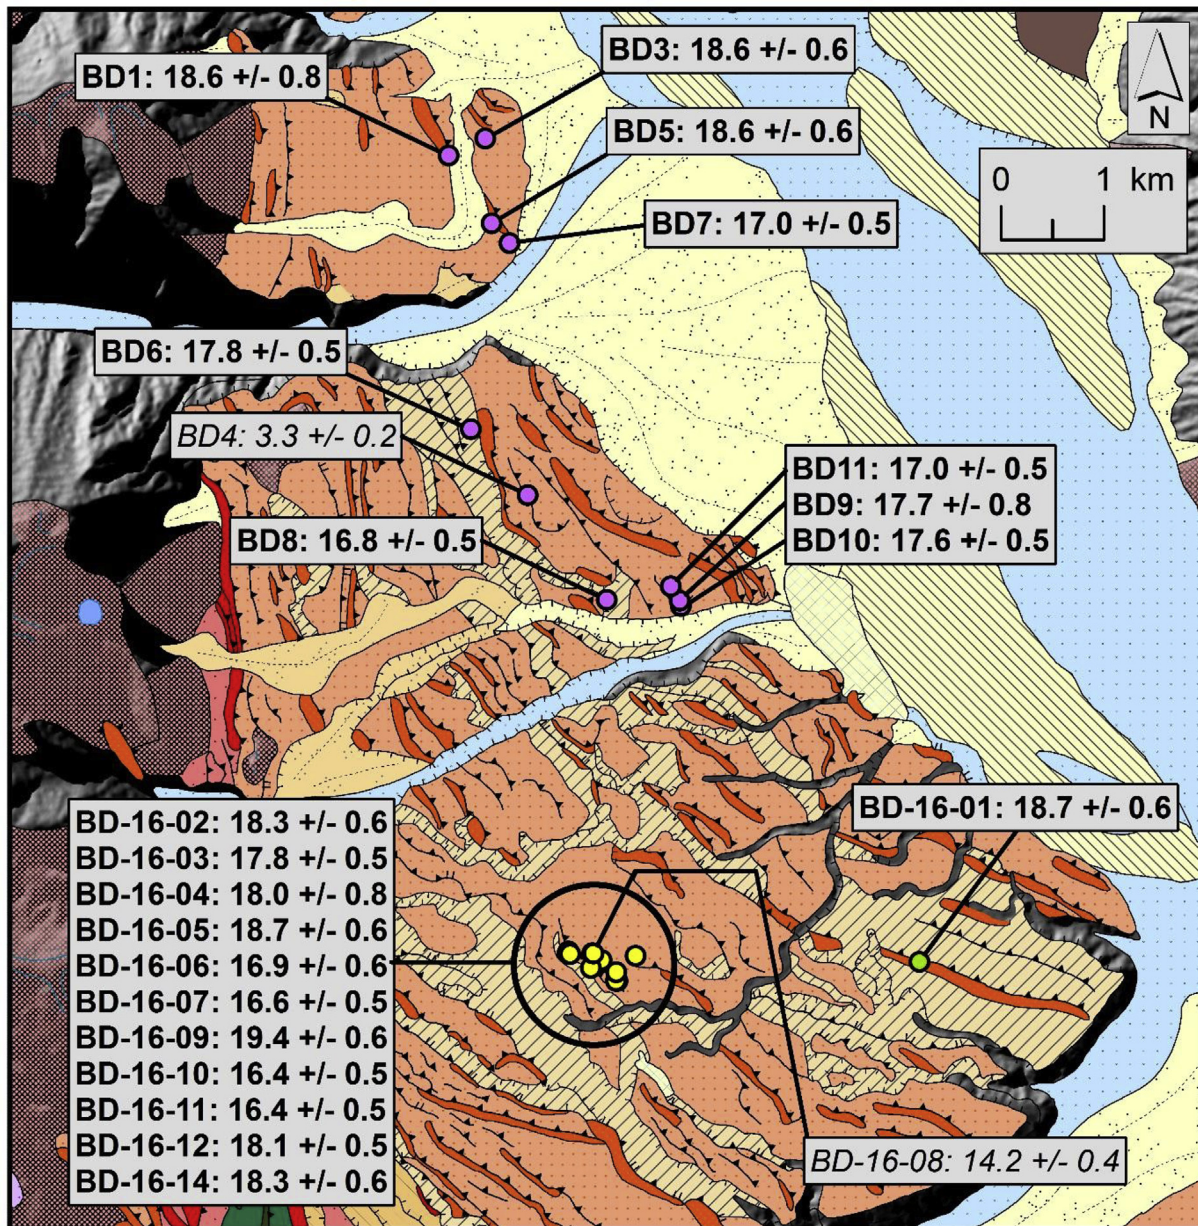 BD1: 18.6 +/- 0.8
BD3: 18.6 +/- 0.6
BD5: 18.6 +/- 0.6
BD7: 17.0 +/- 0.5
N
0 1 km
BD6: 17.8 +/- 0.5
BD4: 3.3 +/- 0.2
BD8: 16.8 +/- 0.5
BD11: 17.0 +/- 0.5
BD9: 17.7 +/- 0.8
BD10: 17.6 +/- 0.5
BD-16-01: 18.7 +/- 0.6
BD-16-02: 18.3 +/- 0.6
BD-16-03: 17.8 +/- 0.5
BD-16-04: 18.0 +/- 0.8
BD-16-05: 18.7 +/- 0.6
BD-16-06: 16.9 +/- 0.6
BD-16-07: 16.6 +/- 0.5
BD-16-09: 19.4 +/- 0.6
BD-16-10: 16.4 +/- 0.5
BD-16-11: 16.4 +/- 0.5
BD-16-12: 18.1 +/- 0.5
BD-16-14: 18.3 +/- 0.6
BD-16-08: 14.2 +/- 0.4